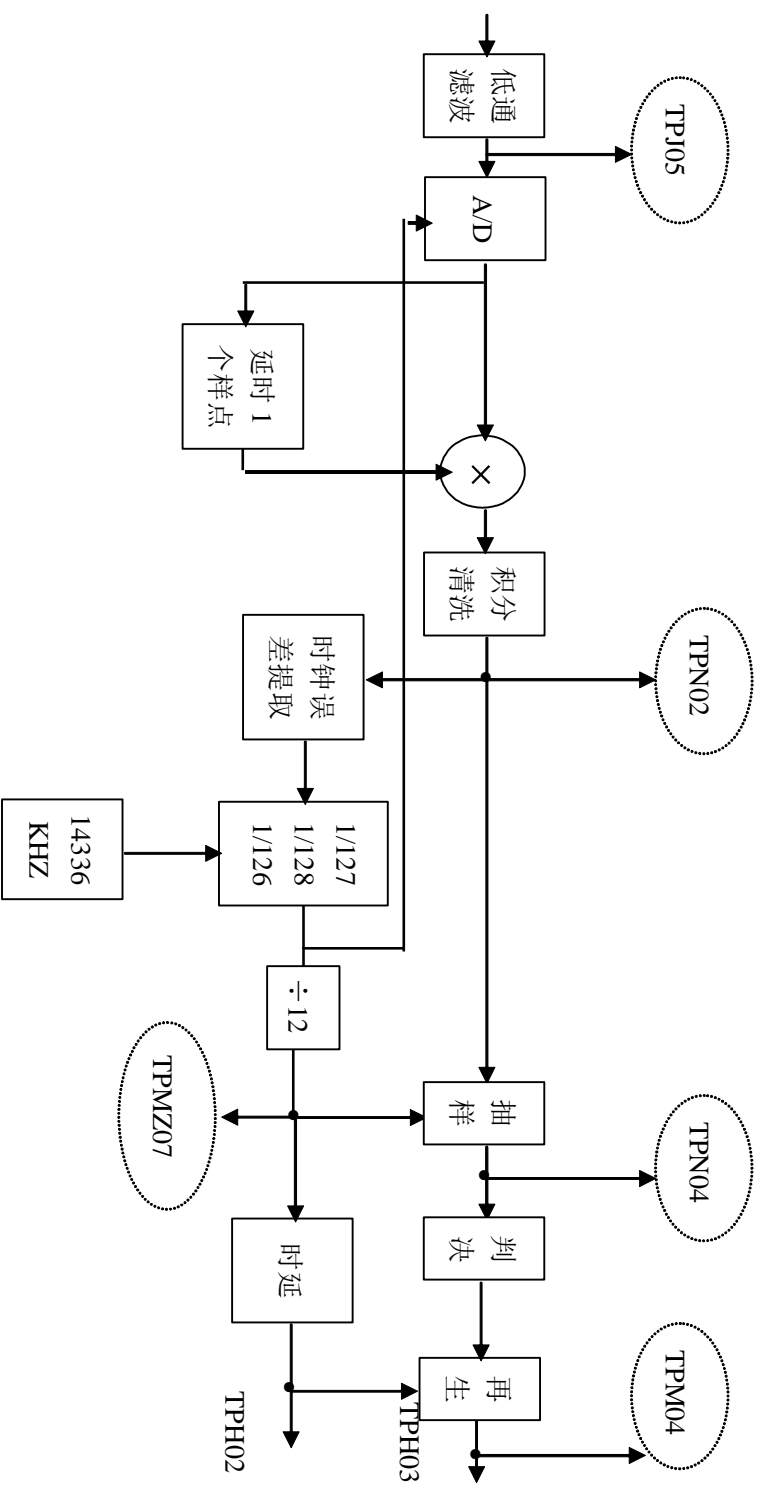 TPJ05
TPN02
TPN04
TPM04
低通
滤波
A/D
×
积分
清洗
抽
样
判
决
再
生
TPH03
延时 1
个样点
时钟误
差提取
1/127
1/128
1/126
÷12
时延
TPH02
TPMZ07
14336
KHZ